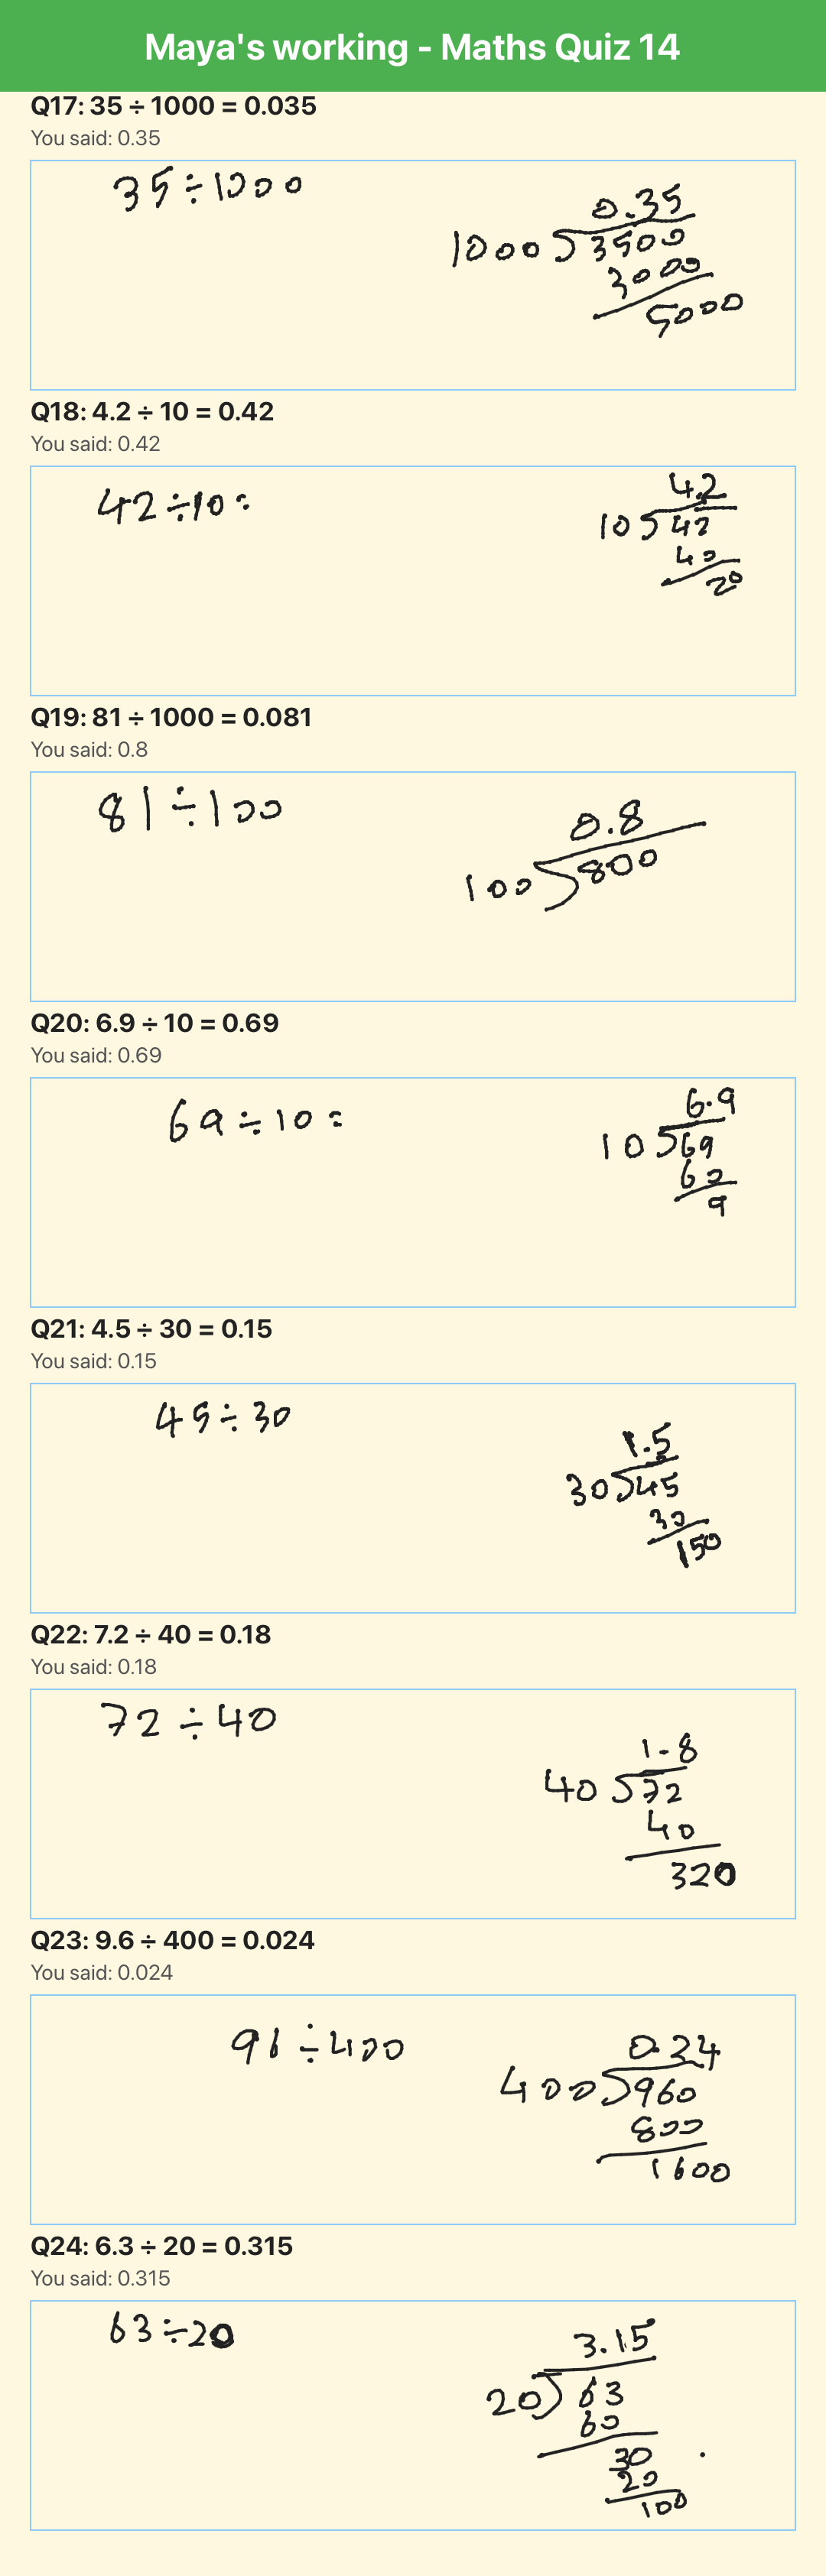 Maya's working - Maths Quiz 14
Q17: 35 ÷ 1000 = 0.035
You said: 0.35
35÷1000
0.35
1000 3500
3000
5000
Q18: 4.2 ÷ 10 = 0.42
You said: 0.42
42÷10=
4.2
10 42
40
20
Q19: 81 ÷ 1000 = 0.081
You said: 0.8
81÷100
0.8
100 800
Q20: 6.9 ÷ 10 = 0.69
You said: 0.69
69÷10=
6.9
10 69
60
9
Q21: 4.5 ÷ 30 = 0.15
You said: 0.15
45÷30
1.5
30 45
30
150
Q22: 7.2 ÷ 40 = 0.18
You said: 0.18
72÷40
1.8
40 72
40
320
Q23: 9.6 ÷ 400 = 0.024
You said: 0.024
96÷400
0.24
400 960
800
1600
Q24: 6.3 ÷ 20 = 0.315
You said: 0.315
63÷20
3.15
20 63
60
30
20
100